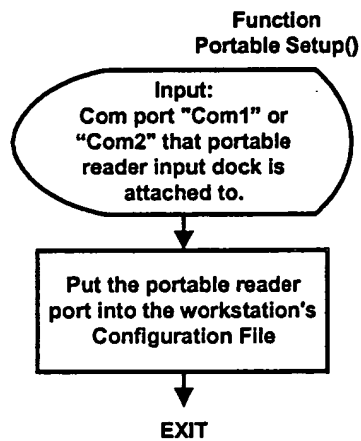 Function
Portable Setup()
Input:
Com port "Com1” or
“Com2" that portable
reader input dock is
attached to.
Put the portable reader
port into the workstation's
Configuration File
EXIT